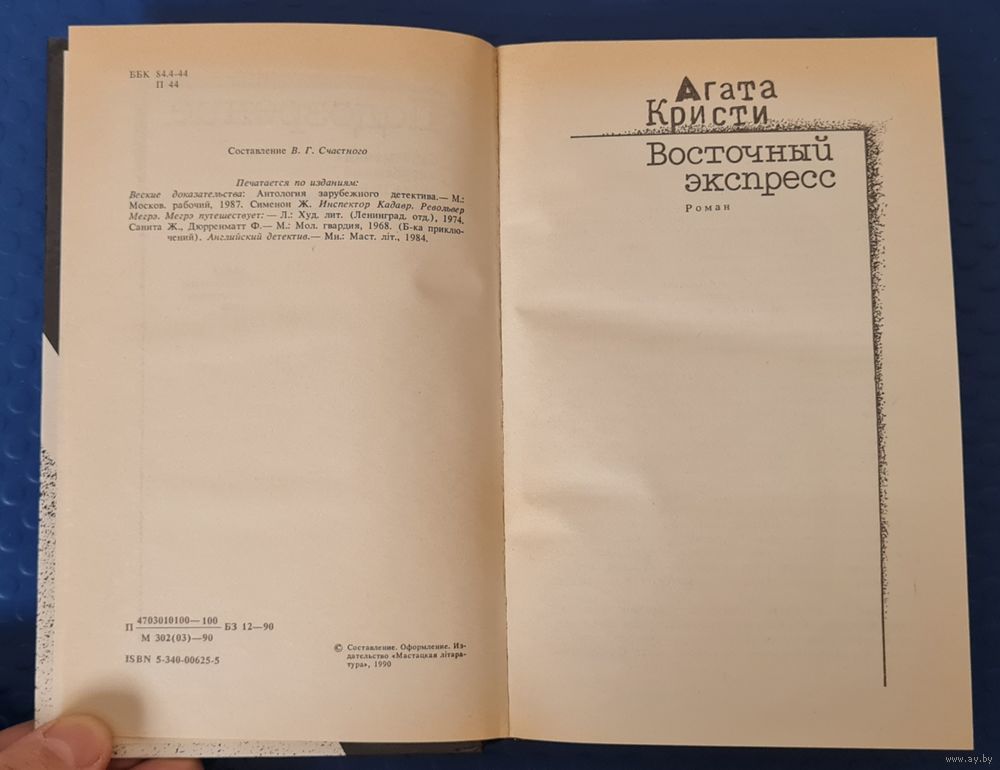 ББК 84.4-44
П 44
Составление В. Г. Счастного
Печатается по изданиям:
Веские доказательства: Антология зарубежного детектива.— М.:
Москов. рабочий, 1987. Сименон Ж. Инспектор Кадавр. Револьвер
Мегрэ. Мегрэ путешествует: — Л.: Худ. лит. (Ленинград. отд.), 1974.
Санита Ж., Дюрренматт Ф.— М.: Мол. гвардия, 1968. (Б-ка приклю-
чений). Английский детектив.— Мн.: Маст. літ., 1984.
П 4703010100—100 БЗ 12—90
М 302(03)—90
ISBN 5-340-00625-5
© Составление. Оформление. Из-
дательство «Мастацкая літара-
тура», 1990
Агата
Кристи
Восточный
экспресс
Роман
www.ay.by